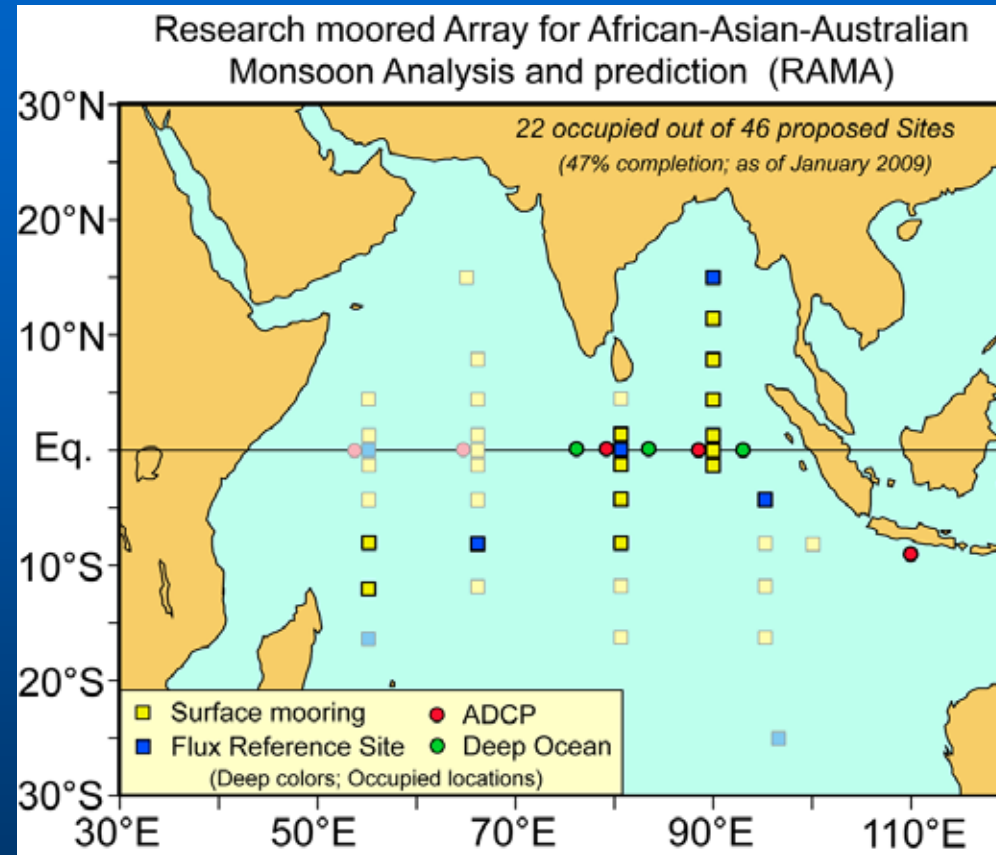 Research moored Array for African-Asian-Australian
Monsoon Analysis and prediction (RAMA)
22 occupied out of 46 proposed Sites
(47% completion; as of January 2009)
30°N
20°N
10°N
Eq.
10°S
20°S
30°S
Surface mooring
ADCP
Flux Reference Site
Deep Ocean
(Deep colors; Occupied locations)
30°E 50°E 70°E 90°E 110°E